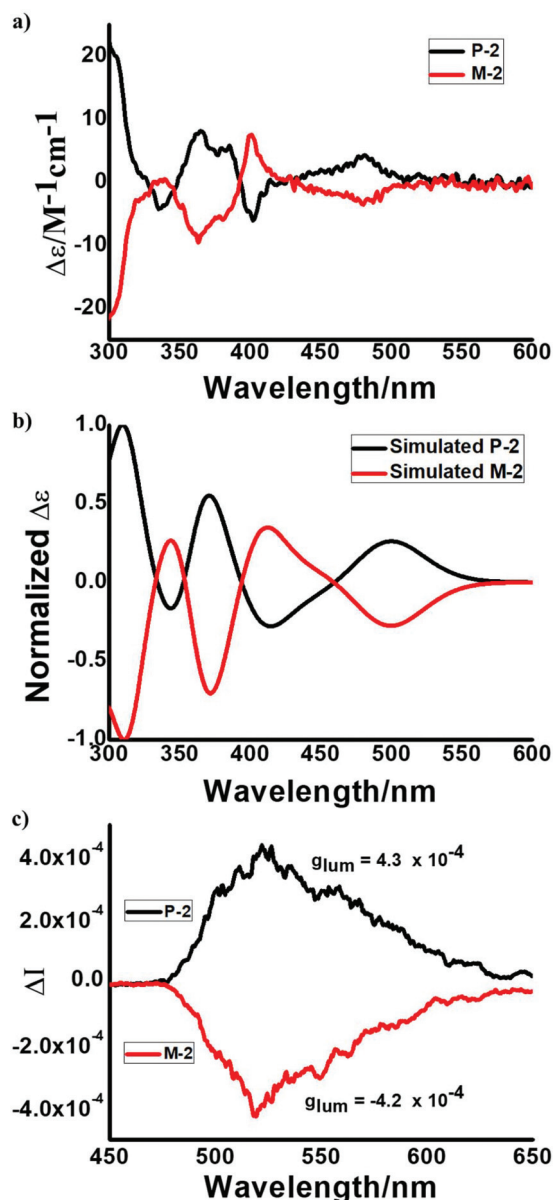 a)
Δε/M⁻¹cm⁻¹
20
10
0
-10
-20
P-2
M-2
300 350 400 450 500 550 600
Wavelength/nm
b)
Normalized Δε
1.0
0.5
0.0
-0.5
-1.0
Simulated P-2
Simulated M-2
300 350 400 450 500 550 600
Wavelength/nm
c)
ΔI
4.0x10⁻⁴
2.0x10⁻⁴
0.0
-2.0x10⁻⁴
-4.0x10⁻⁴
P-2
g_lum = 4.3 x 10⁻⁴
M-2
g_lum = -4.2 x 10⁻⁴
450 500 550 600 650
Wavelength/nm